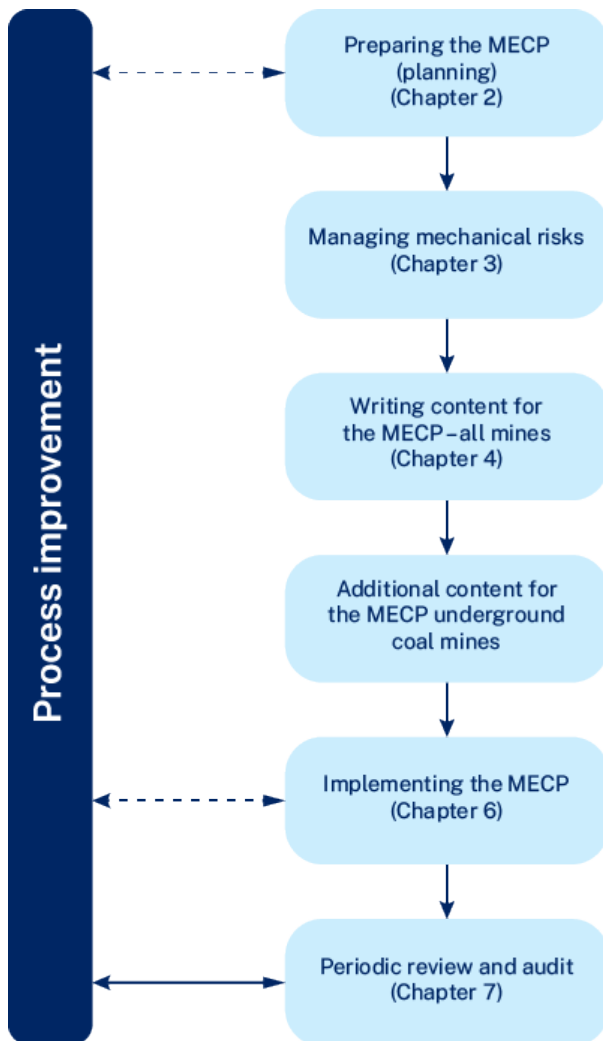 Process improvement
Preparing the MECP
(planning)
(Chapter 2)
Managing mechanical risks
(Chapter 3)
Writing content for
the MECP – all mines
(Chapter 4)
Additional content for
the MECP underground
coal mines
Implementing the MECP
(Chapter 6)
Periodic review and audit
(Chapter 7)